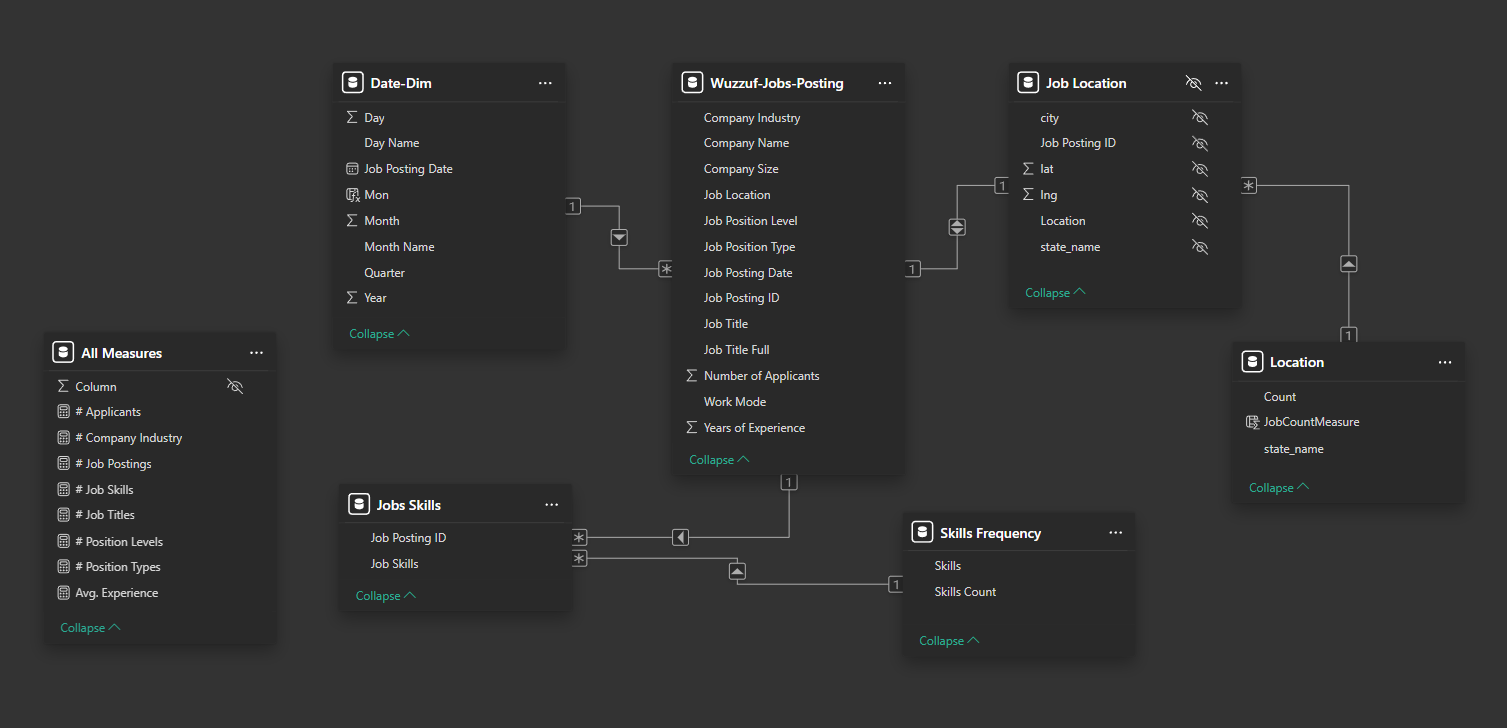 Date-Dim
Day
Day Name
Job Posting Date
Mon
Month
Month Name
Quarter
Year
Collapse
Wuzzuf-Jobs-Posting
Company Industry
Company Name
Company Size
Job Location
Job Position Level
Job Position Type
Job Posting Date
Job Posting ID
Job Title
Job Title Full
Number of Applicants
Work Mode
Years of Experience
Collapse
Job Location
city
Job Posting ID
lat
lng
Location
state_name
Collapse
1
*
1
1
*
1
All Measures
Column
# Applicants
# Company Industry
# Job Postings
# Job Skills
# Job Titles
# Position Levels
# Position Types
Avg. Experience
Collapse
Location
Count
JobCountMeasure
state_name
Collapse
1
Jobs Skills
Job Posting ID
Job Skills
Collapse
*
*
1
Skills Frequency
Skills
Skills Count
Collapse